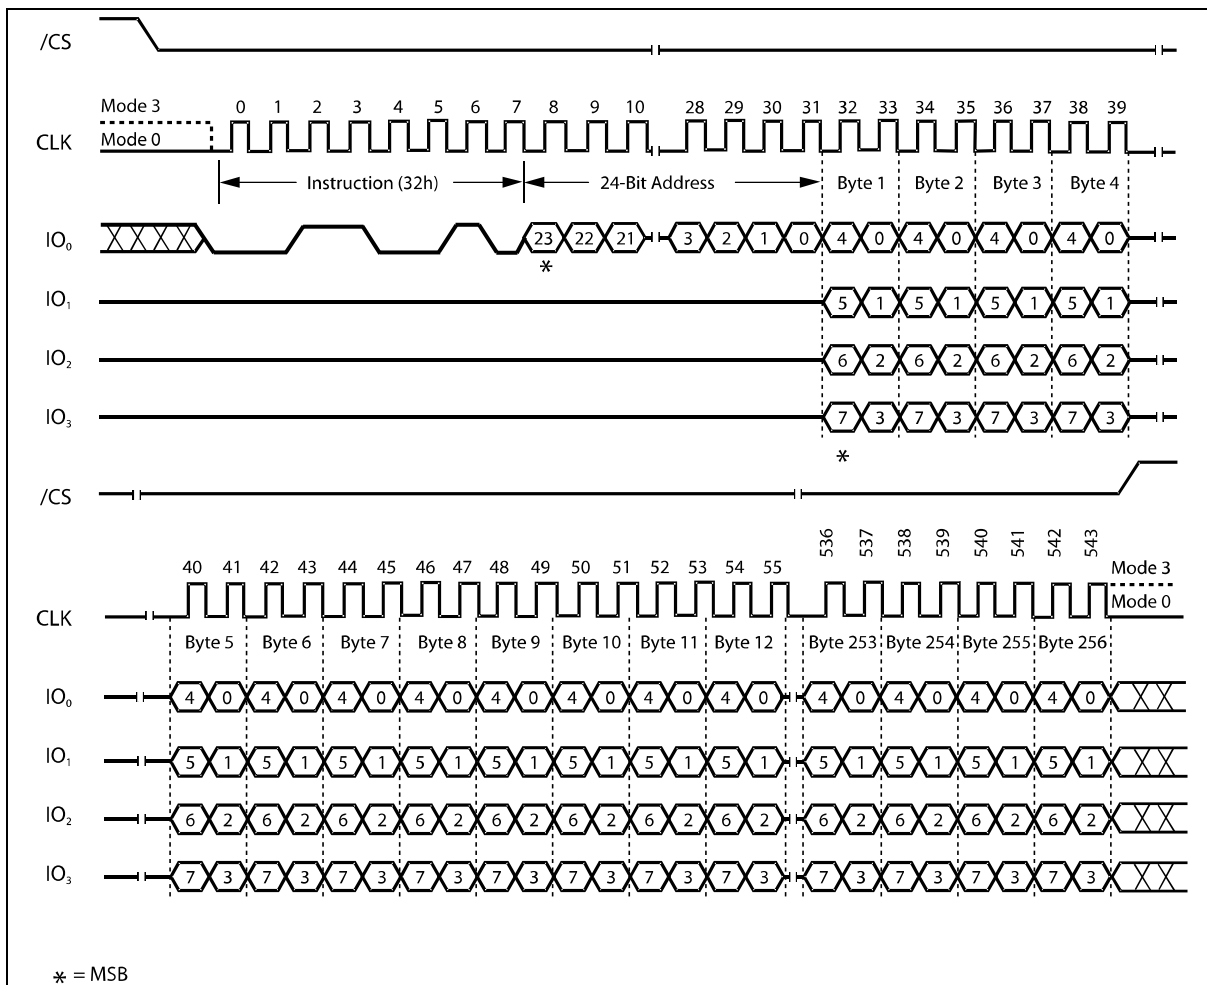 /CS
Mode 3
0 1 2 3 4 5 6 7 8 9 10 28 29 30 31 32 33 34 35 36 37 38 39
CLK
Mode 0
Instruction (32h) 24-Bit Address Byte 1 Byte 2 Byte 3 Byte 4
IO₀ 23 22 21 3 2 1 0 4 0 4 0 4 0 4 0
*
IO₁ 5 1 5 1 5 1 5 1
IO₂ 6 2 6 2 6 2 6 2
IO₃ 7 3 7 3 7 3 7 3
*
/CS
40 41 42 43 44 45 46 47 48 49 50 51 52 53 54 55 536 537 538 539 540 541 542 543
Mode 3
CLK
Mode 0
Byte 5 Byte 6 Byte 7 Byte 8 Byte 9 Byte 10 Byte 11 Byte 12 Byte 253 Byte 254 Byte 255 Byte 256
IO₀ 4 0 4 0 4 0 4 0 4 0 4 0 4 0 4 0 4 0 4 0 4 0 4 0
IO₁ 5 1 5 1 5 1 5 1 5 1 5 1 5 1 5 1 5 1 5 1 5 1 5 1
IO₂ 6 2 6 2 6 2 6 2 6 2 6 2 6 2 6 2 6 2 6 2 6 2 6 2
IO₃ 7 3 7 3 7 3 7 3 7 3 7 3 7 3 7 3 7 3 7 3 7 3 7 3
* = MSB